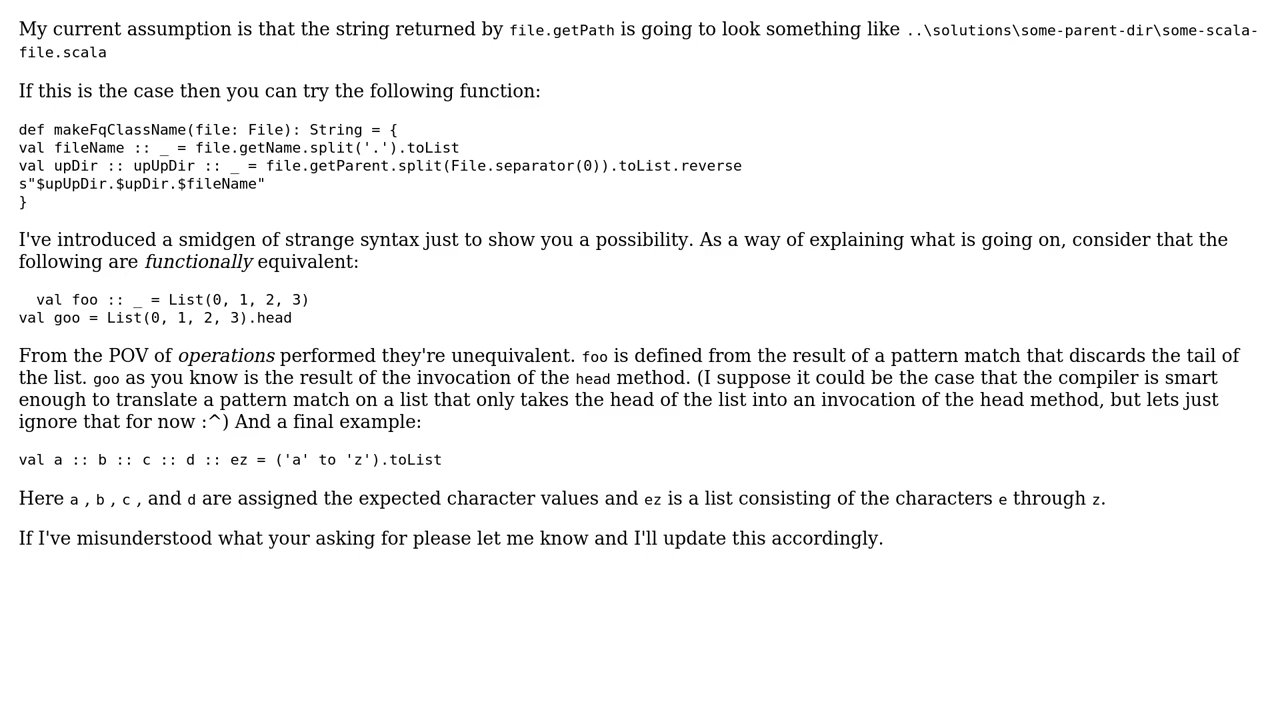 My current assumption is that the string returned by file.getPath is going to look something like ..\solutions\some-parent-dir\some-scala-
file.scala
If this is the case then you can try the following function:
def makeFqClassName(file: File): String = {
val fileName :: _ = file.getName.split('.').toList
val upDir :: upUpDir :: _ = file.getParent.split(File.separator(0)).toList.reverse
s"$upUpDir.$upDir.$fileName"
}
I've introduced a smidgen of strange syntax just to show you a possibility. As a way of explaining what is going on, consider that the
following are functionally equivalent:
  val foo :: _ = List(0, 1, 2, 3)
val goo = List(0, 1, 2, 3).head
From the POV of operations performed they're unequivalent. foo is defined from the result of a pattern match that discards the tail of
the list. goo as you know is the result of the invocation of the head method. (I suppose it could be the case that the compiler is smart
enough to translate a pattern match on a list that only takes the head of the list into an invocation of the head method, but lets just
ignore that for now :^) And a final example:
val a :: b :: c :: d :: ez = ('a' to 'z').toList
Here a , b , c , and d are assigned the expected character values and ez is a list consisting of the characters e through z.
If I've misunderstood what your asking for please let me know and I'll update this accordingly.